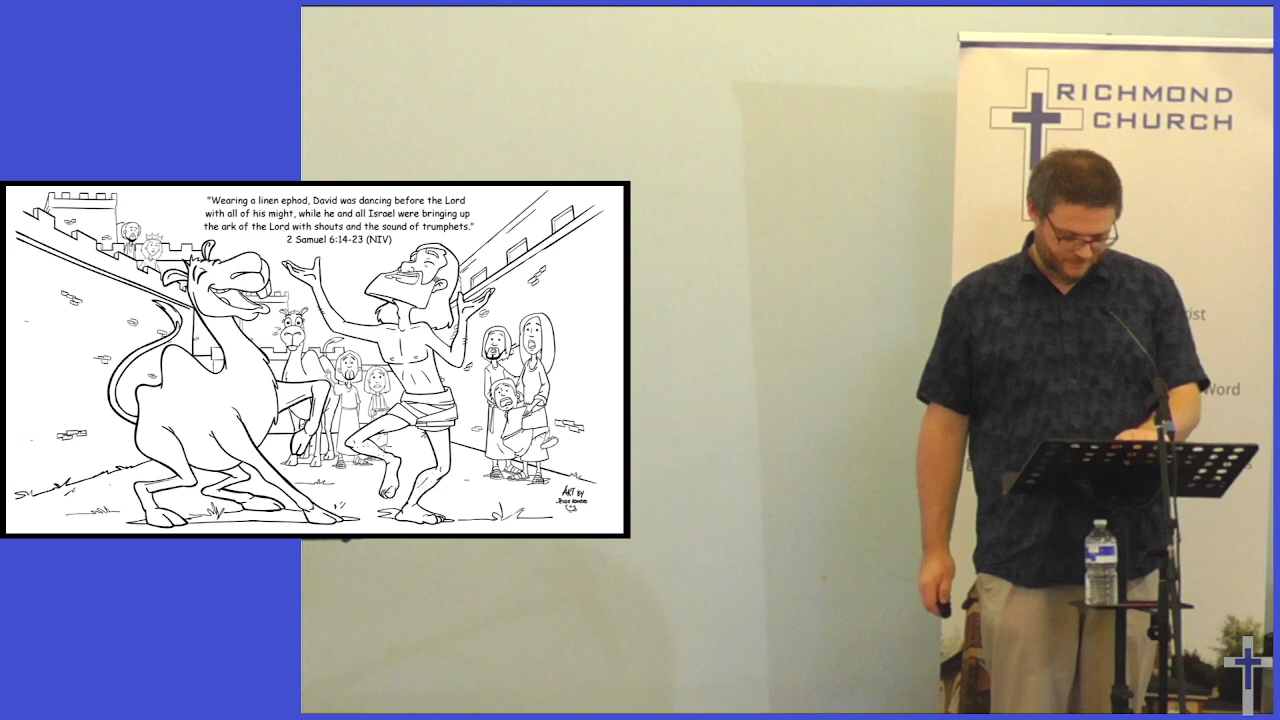 "Wearing a linen ephod, David was dancing before the Lord
with all of his might, while he and all Israel were bringing up
the ark of the Lord with shouts and the sound of trumphets."
2 Samuel 6:14-23 (NIV)
ART BY
RICHMOND
CHURCH
Word